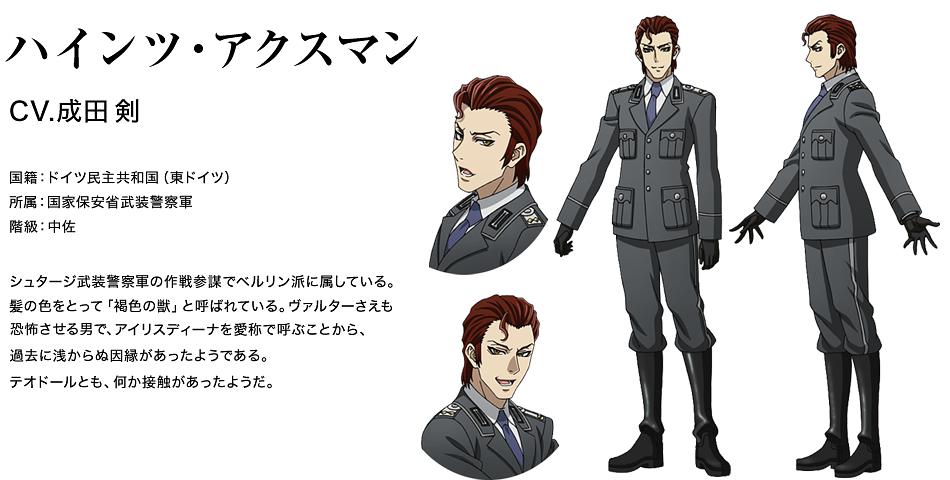 ハインツ・アクスマン
CV.成田 剣
国籍：ドイツ民主共和国（東ドイツ）
所属：国家保安省武装警察軍
階級：中佐
シュタージ武装警察軍の作戦参謀でベルリン派に属している。
髪の色をとって「褐色の獣」と呼ばれている。ヴァルターさえも
恐怖させる男で、アイリスディーナを愛称で呼ぶことから、
過去に浅からぬ因縁があったようである。
テオドールとも、何か接触があったようだ。